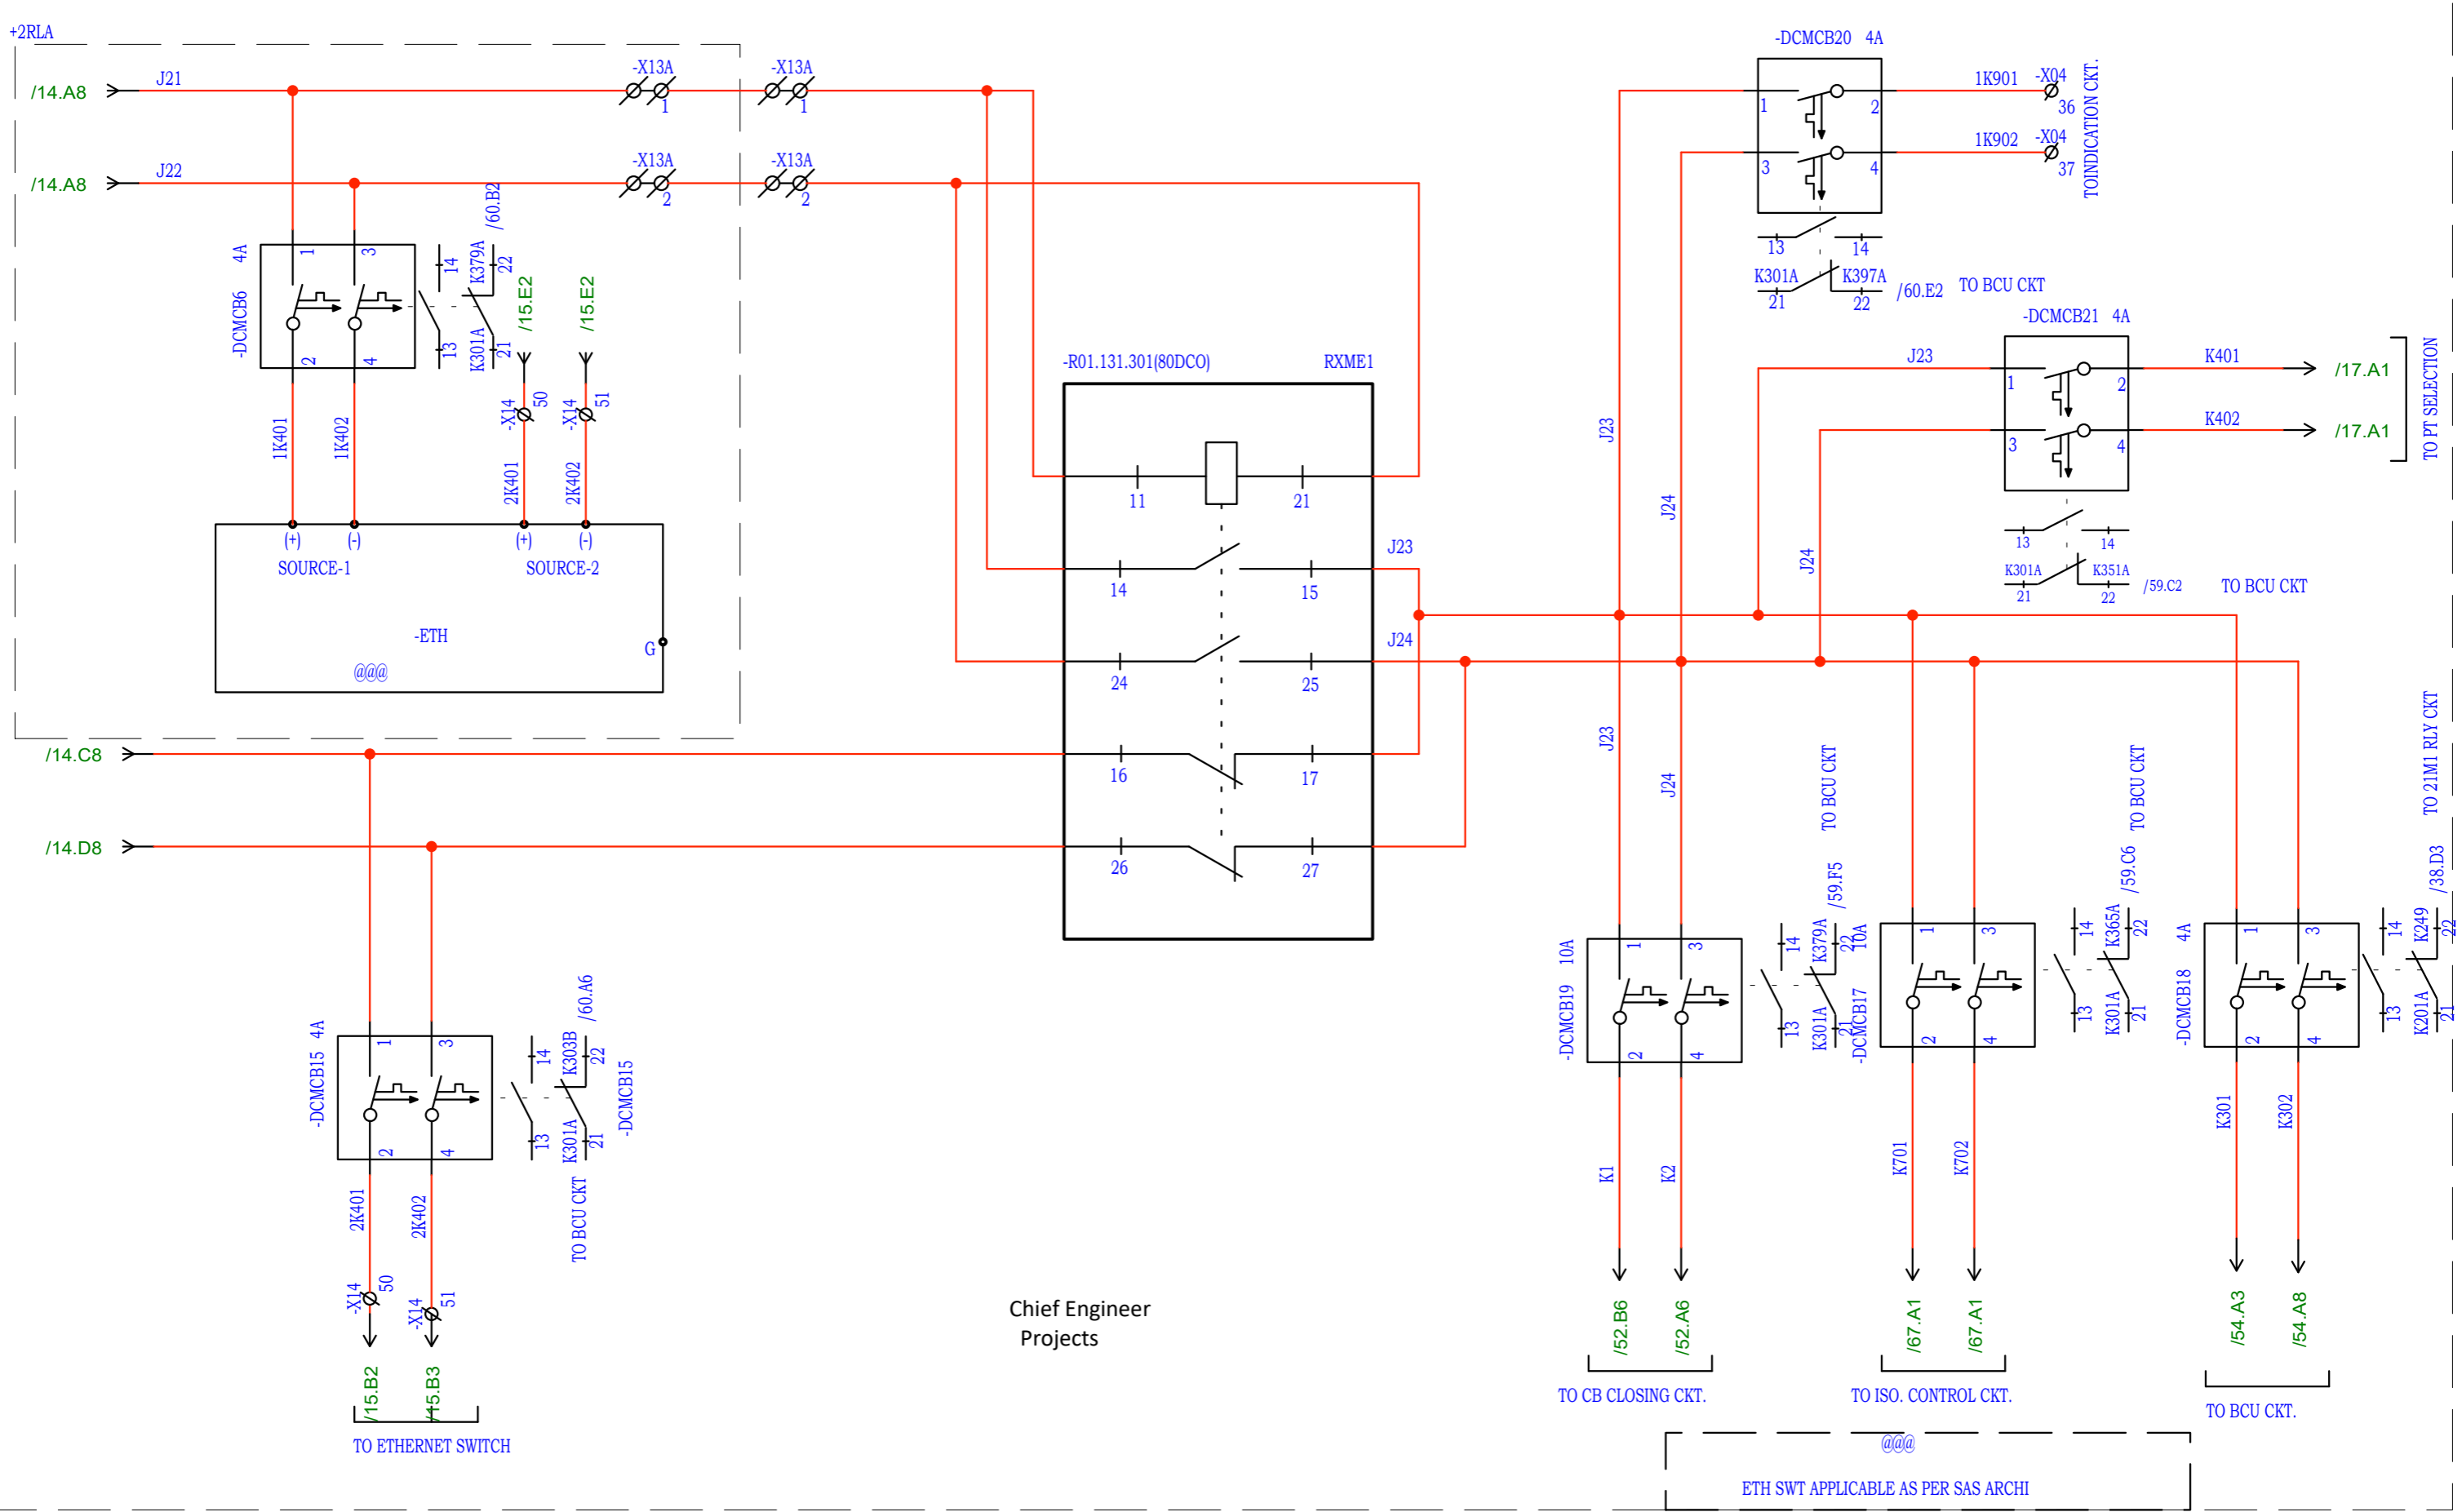 +2RLA
/14.A8
J21
-X13A
1
-X13A
1
/14.A8
J22
-X13A
2
-X13A
2
-DCMCB6 4A
1
3
2
4
14
13
K379A
22
K301A
21
/60.B2
/15.E2
/15.E2
-X14
50
-X14
51
1K401
1K402
2K401
2K402
(+)
(-)
(+)
(-)
SOURCE-1
SOURCE-2
-ETH
G
@@@
/14.C8
/14.D8
-R01.131.301(80DCO)
RXME1
11
21
14
15
24
25
16
17
26
27
J23
J24
-DCMCB20 4A
1
2
3
4
1K901
-X04
36
1K902
-X04
37
TOINDICATION CKT.
13
14
K301A
K397A
21
22
/60.E2
TO BCU CKT
-DCMCB21 4A
J23
1
2
3
4
K401
/17.A1
K402
/17.A1
TO PT SELECTION
13
14
K301A
K351A
21
22
/59.C2
TO BCU CKT
J23
J24
J24
J23
J24
-DCMCB15 4A
1
3
2
4
14
13
K303B
22
K301A
21
/60.A6
-DCMCB15
TO BCU CKT
2K401
2K402
-X14
50
-X14
51
/15.B2
/15.B3
TO ETHERNET SWITCH
Chief Engineer
Projects
-DCMCB19 10A
1
3
2
4
14
13
K379A
22
K301A
21
/59.F5
TO BCU CKT
K1
K2
/52.B6
/52.A6
TO CB CLOSING CKT.
-DCMCB17 10A
1
3
2
4
14
13
K365A
22
K301A
21
/59.C6
TO BCU CKT
K701
K702
/67.A1
/67.A1
TO ISO. CONTROL CKT.
-DCMCB18 4A
1
3
2
4
14
13
K249
22
K201A
21
/38.D3
TO 21M1 RLY CKT
K301
K302
/54.A3
/54.A8
TO BCU CKT.
@@@
ETH SWT APPLICABLE AS PER SAS ARCHI